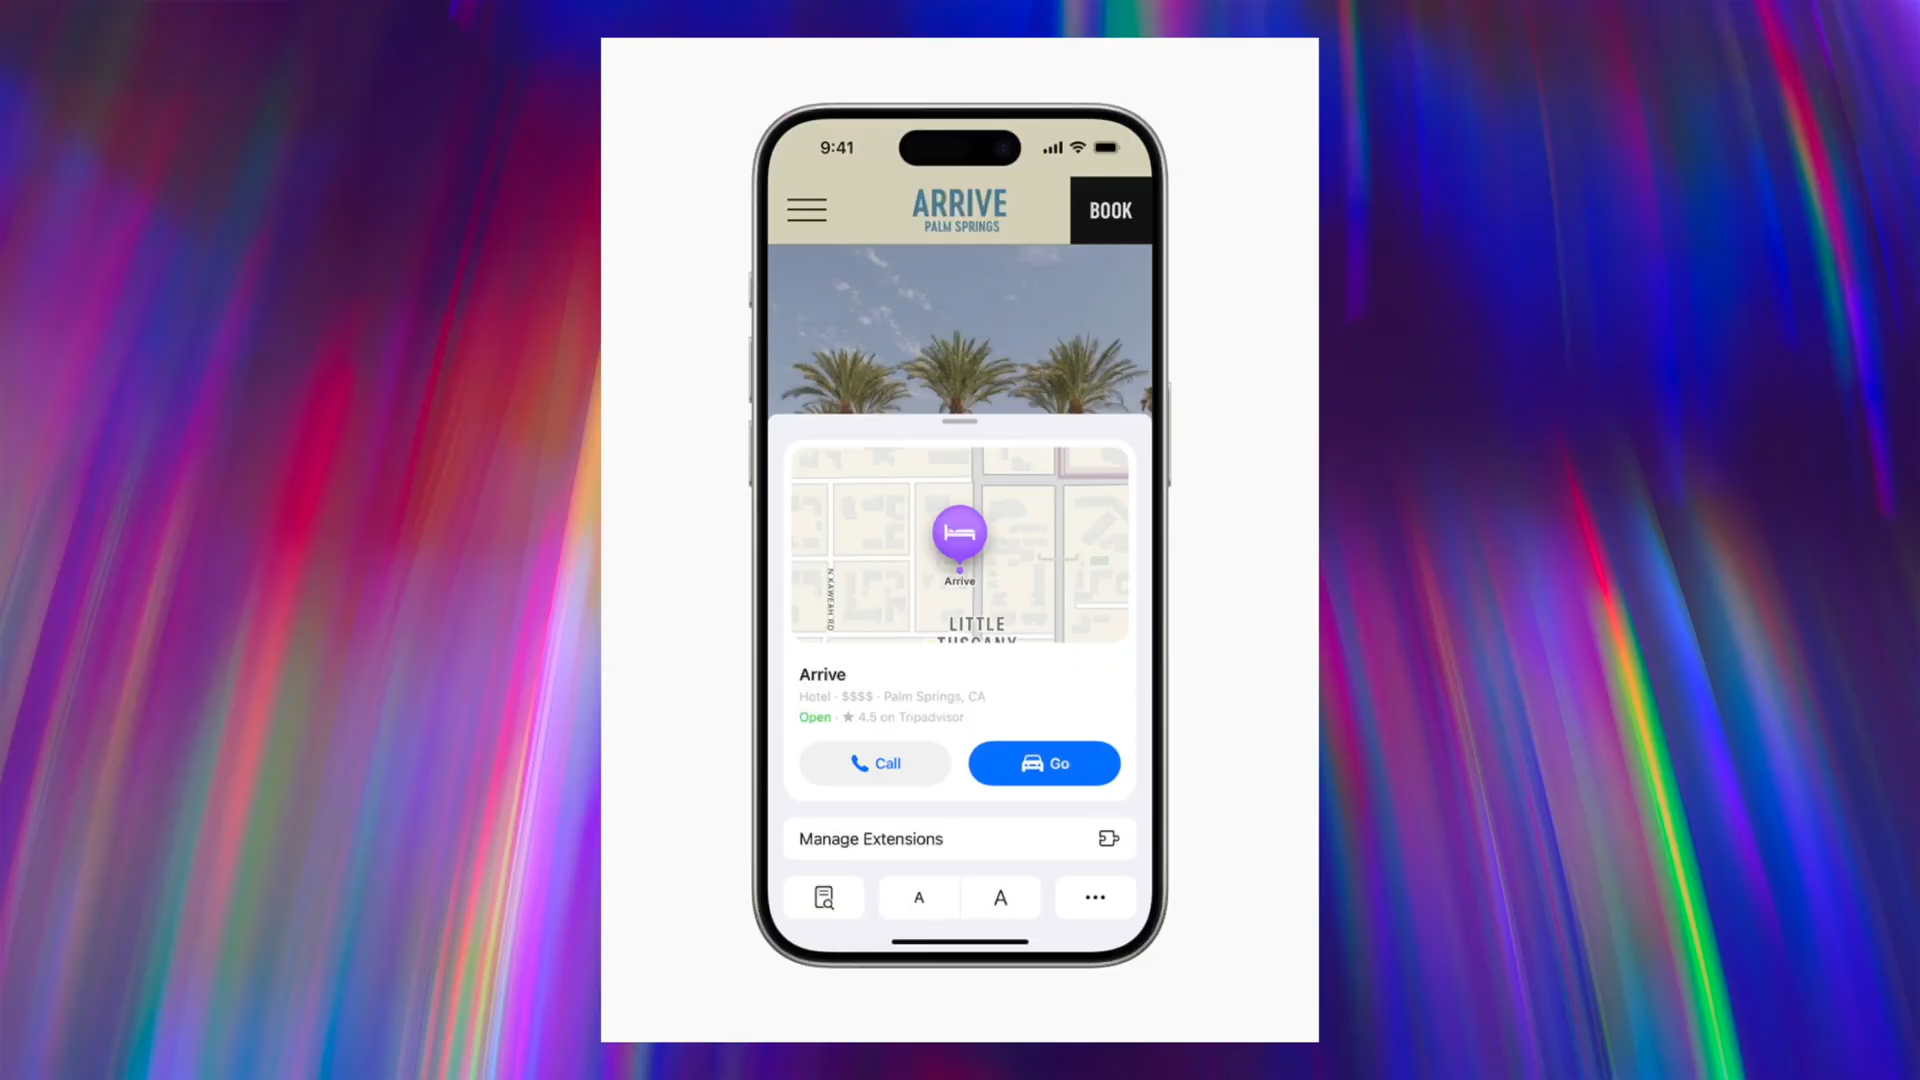 9:41
ARRIVE
PALM SPRINGS
BOOK
N KAWEAH RD
Arrive
LITTLE
TUSCANY
Arrive
Hotel · $$$$ · Palm Springs, CA
Open · ★ 4.5 on Tripadvisor
Call
Go
Manage Extensions
A
A